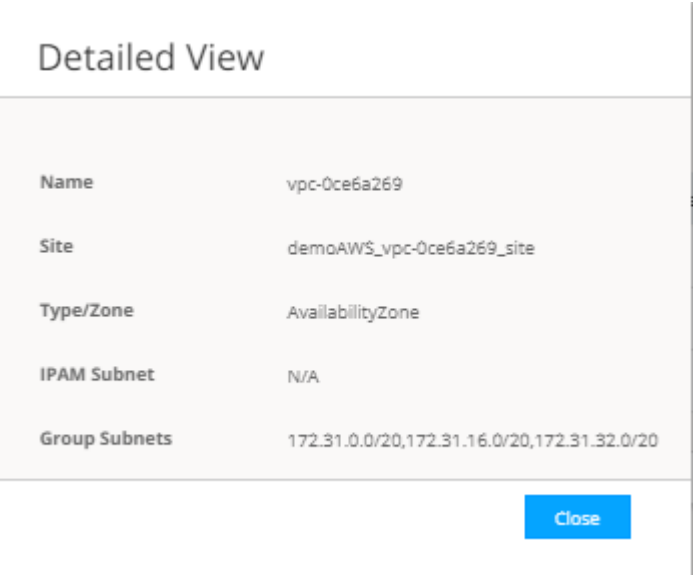 Detailed View
Name vpc-0ce6a269
Site demoAWS_vpc-0ce6a269_site
Type/Zone AvailabilityZone
IPAM Subnet N/A
Group Subnets 172.31.0.0/20,172.31.16.0/20,172.31.32.0/20
Close